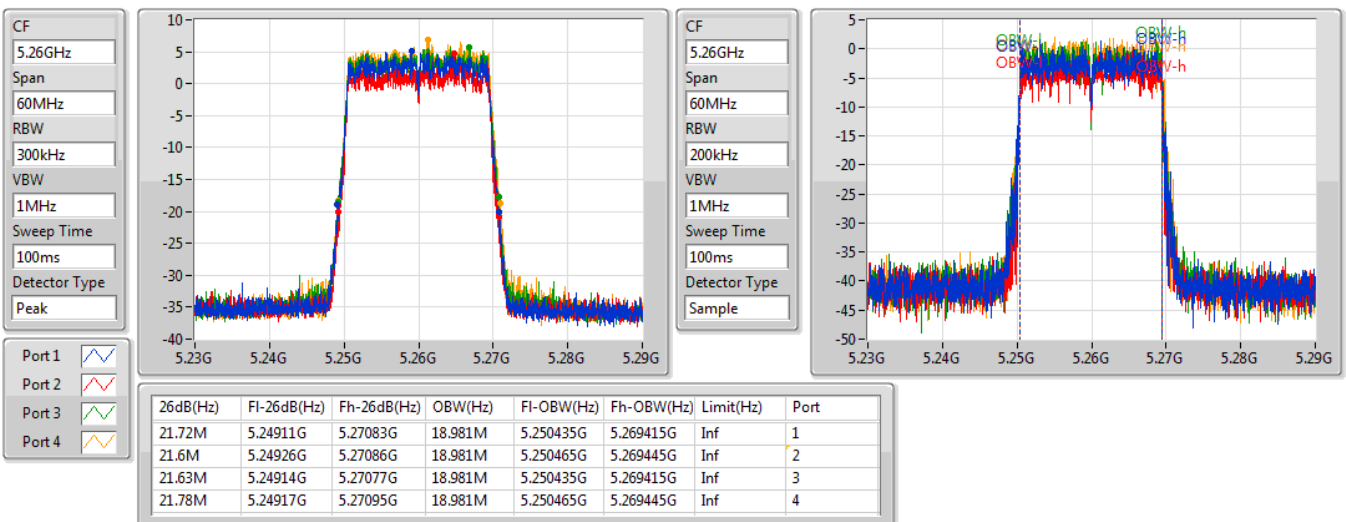 CF
5.26GHz
Span
60MHz
RBW
300kHz
VBW
1MHz
Sweep Time
100ms
Detector Type
Peak
10
5
0
-5
-10
-15
-20
-25
-30
-35
-40
5.23G 5.24G 5.25G 5.26G 5.27G 5.28G 5.29G
CF
5.26GHz
Span
60MHz
RBW
200kHz
VBW
1MHz
Sweep Time
100ms
Detector Type
Sample
5
0
-5
-10
-15
-20
-25
-30
-35
-40
-45
-50
OBW-h
OBW-h
5.23G 5.24G 5.25G 5.26G 5.27G 5.28G 5.29G
Port 1
Port 2
Port 3
Port 4
26dB(Hz) Fl-26dB(Hz) Fh-26dB(Hz) OBW(Hz) Fl-OBW(Hz) Fh-OBW(Hz) Limit(Hz) Port
21.72M 5.24911G 5.27083G 18.981M 5.250435G 5.269415G Inf 1
21.6M 5.24926G 5.27086G 18.981M 5.250465G 5.269445G Inf 2
21.63M 5.24914G 5.27077G 18.981M 5.250435G 5.269415G Inf 3
21.78M 5.24917G 5.27095G 18.981M 5.250465G 5.269445G Inf 4